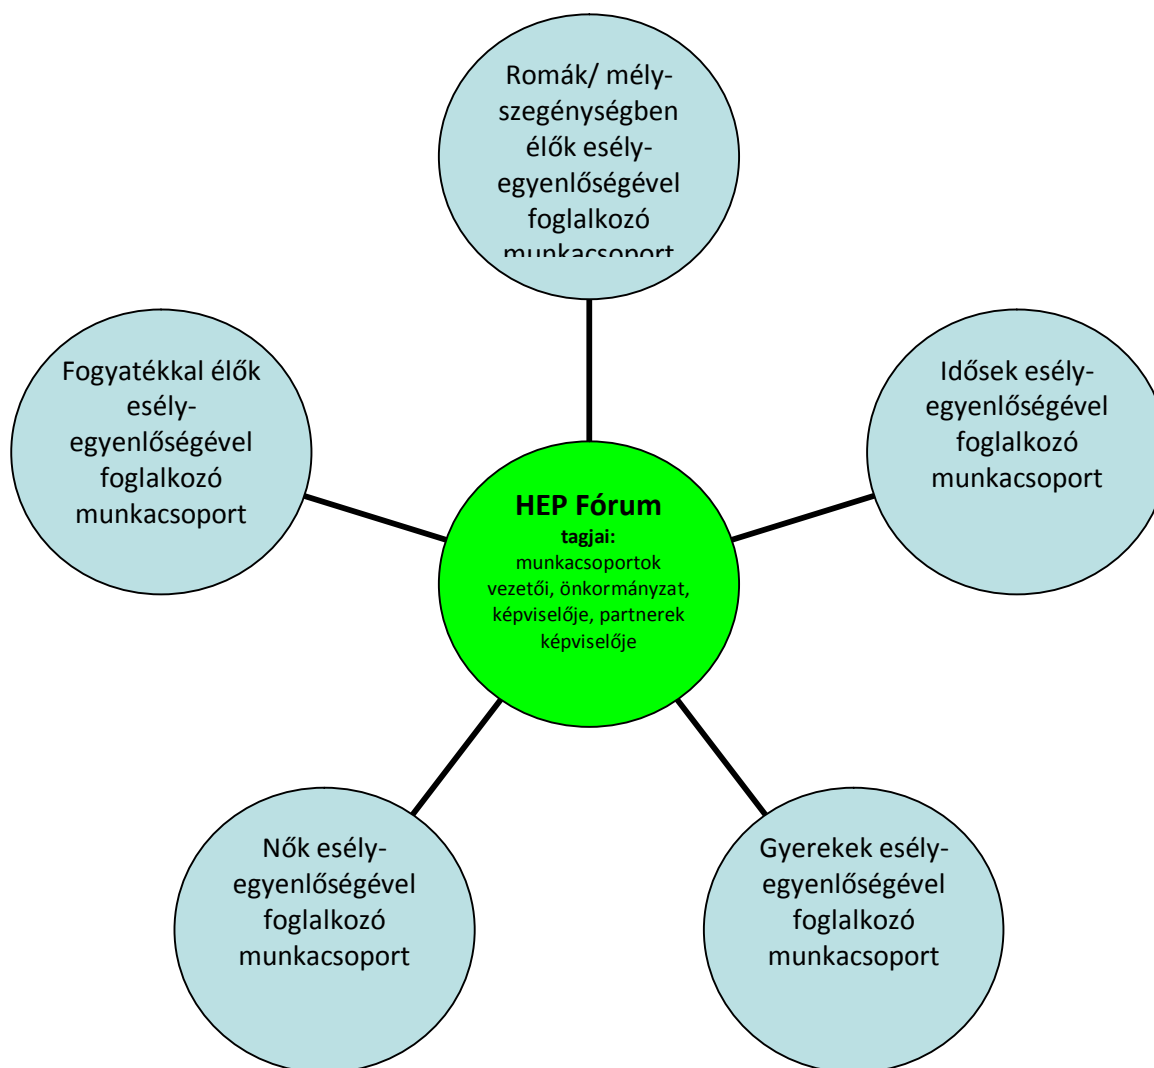 Romák/ mély-
szegénységben
élők esély-
egyenlőségével
foglalkozó
munkacsoport
Fogyatékkal élők
esély-
egyenlőségével
foglalkozó
munkacsoport
Idősek esély-
egyenlőségével
foglalkozó
munkacsoport
HEP Fórum
tagjai:
munkacsoportok
vezetői, önkormányzat,
képviselője, partnerek
képviselője
Nők esély-
egyenlőségével
foglalkozó
munkacsoport
Gyerekek esély-
egyenlőségével
foglalkozó
munkacsoport